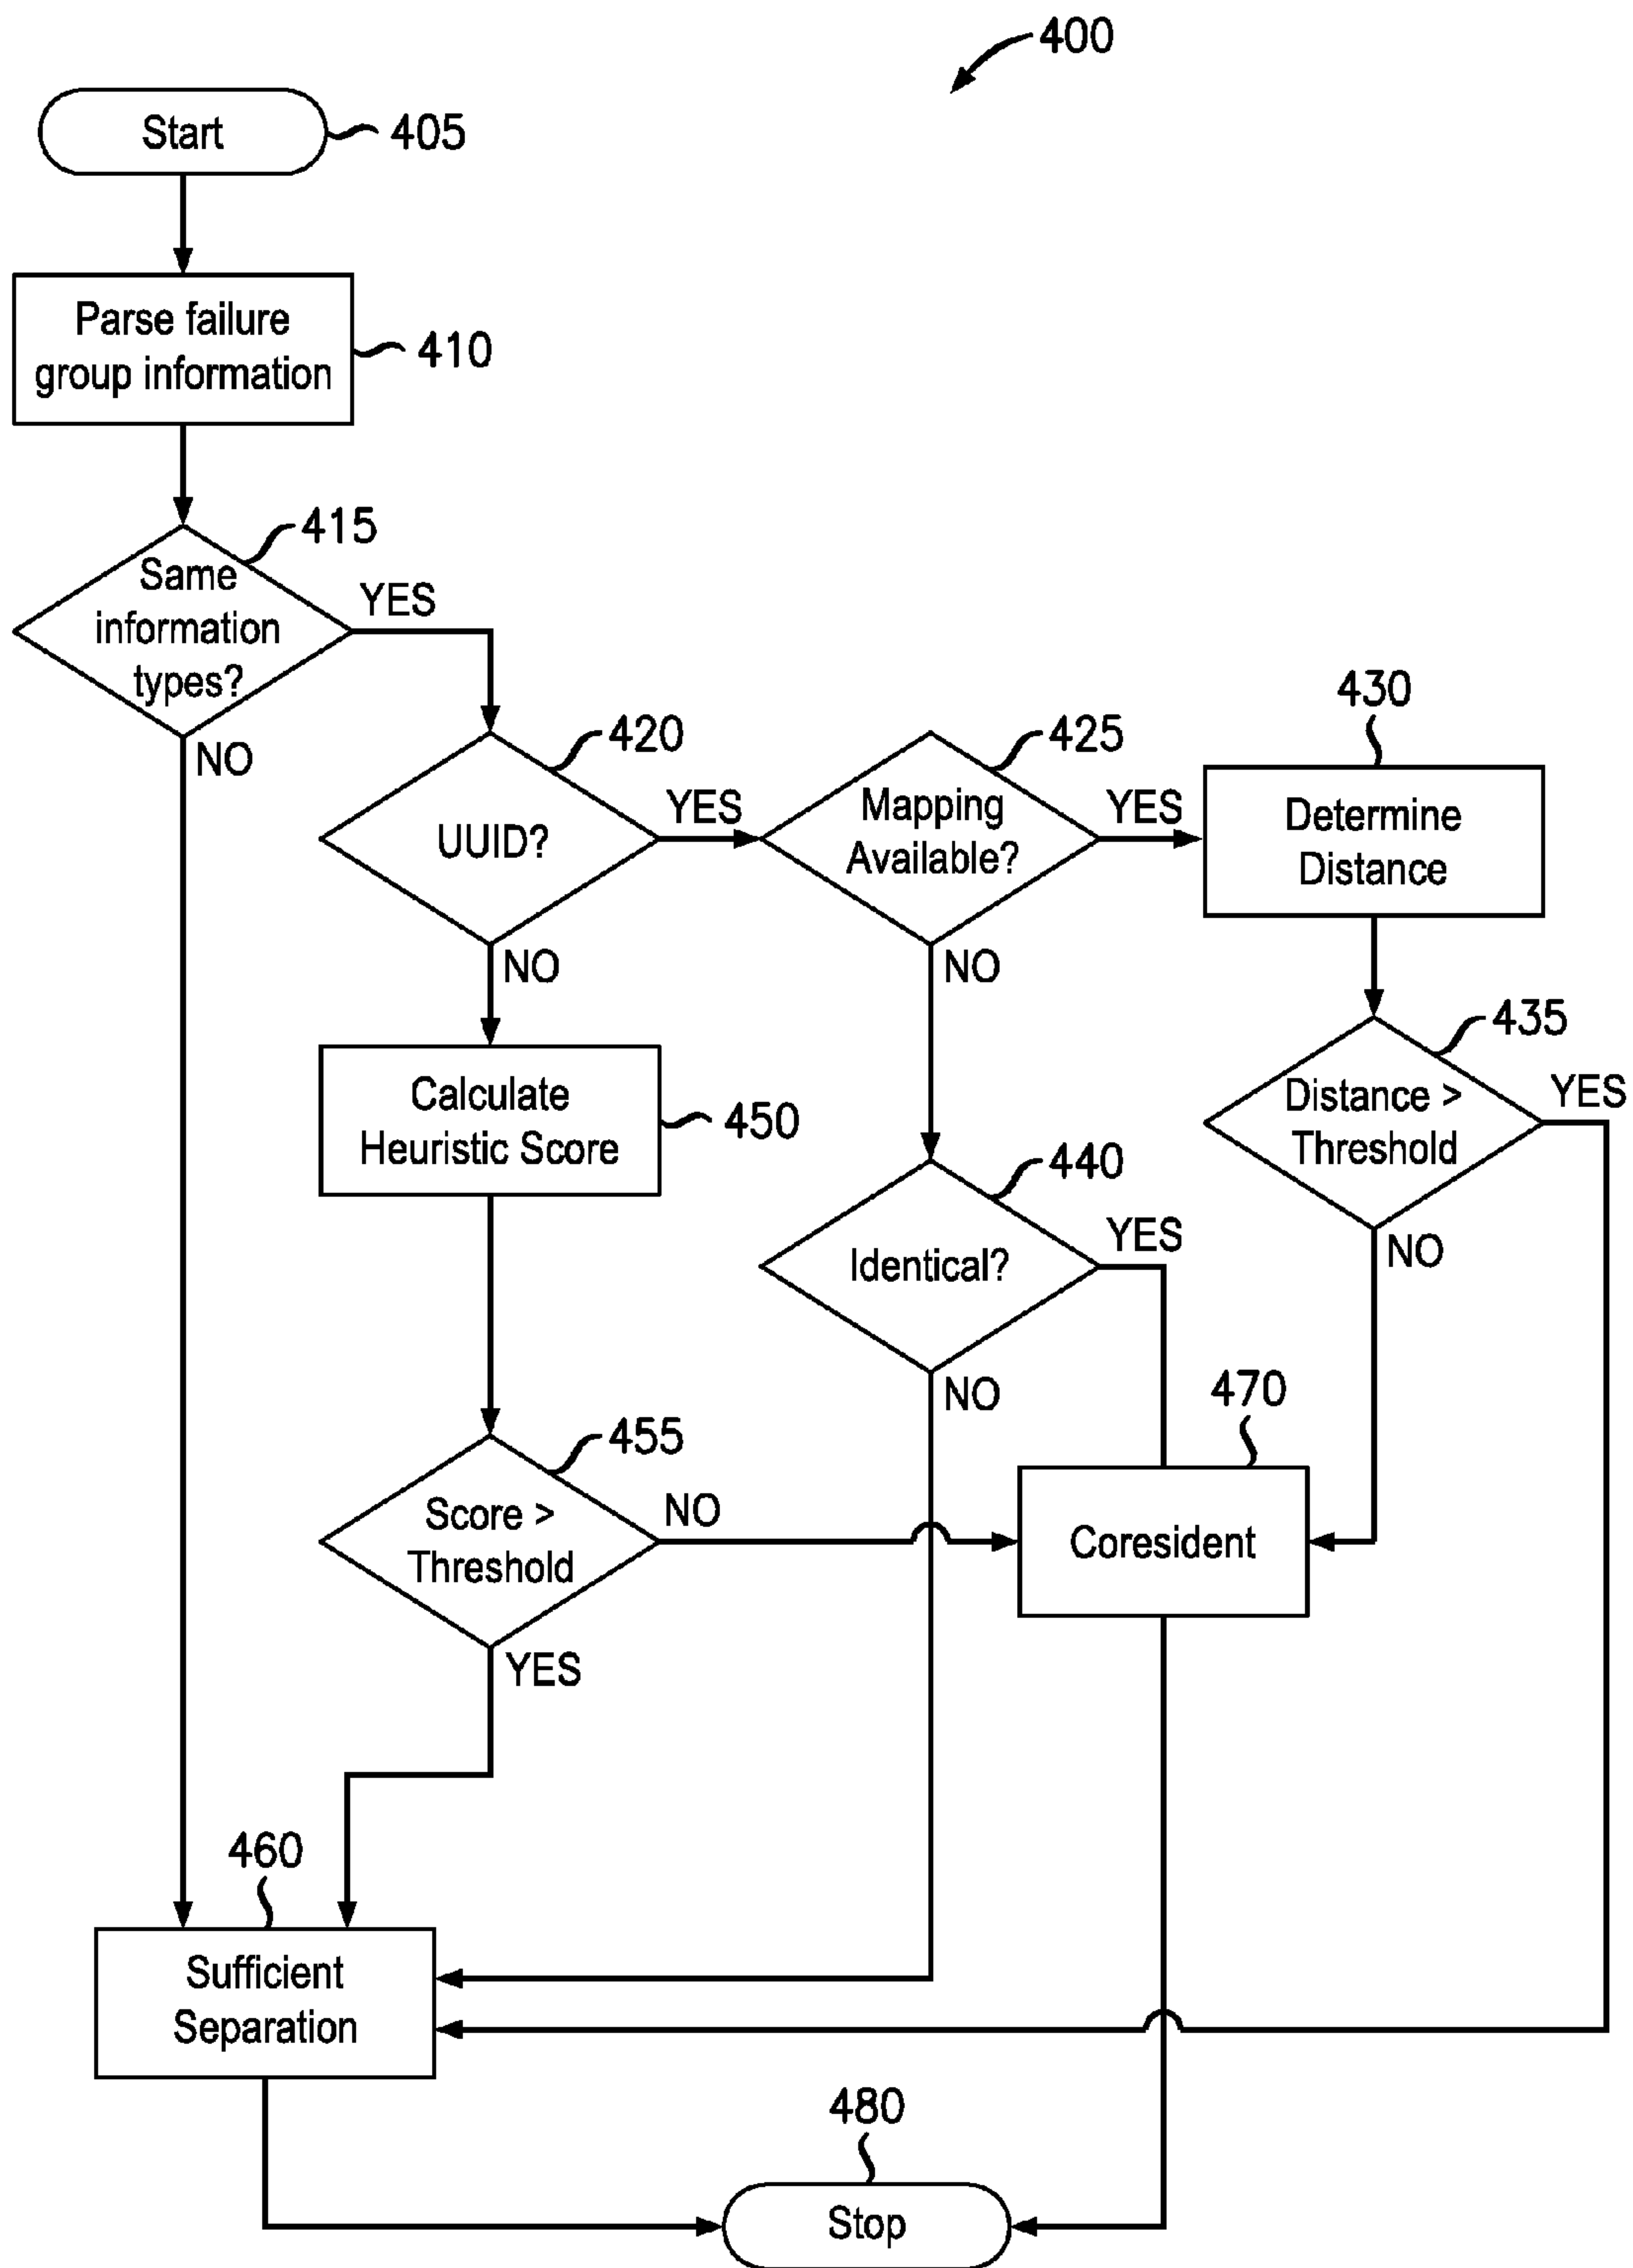 400
Start
405
Parse failure
group information
410
415
Same
information
types?
YES
NO
420
UUID?
YES
NO
425
Mapping
Available?
YES
NO
430
Determine
Distance
435
Distance >
Threshold
YES
NO
Calculate
Heuristic Score
450
440
Identical?
YES
NO
455
Score >
Threshold
NO
YES
470
Coresident
460
Sufficient
Separation
480
Stop